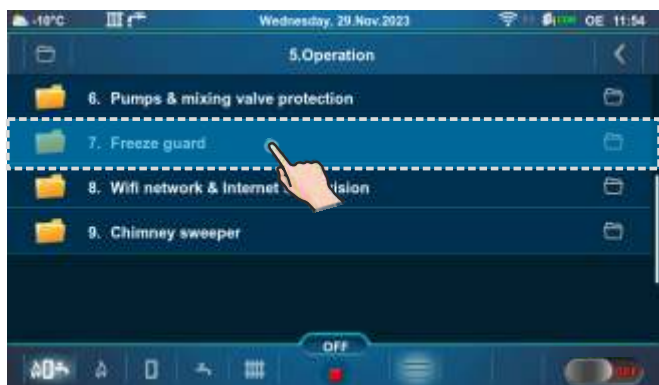 -10°C Wednesday, 29.Nov.2023 OE 11:54
5.Operation
6. Pumps & mixing valve protection
7. Freeze guard
8. Wifi network & Internet
9. Chimney sweeper
OFF
OFF